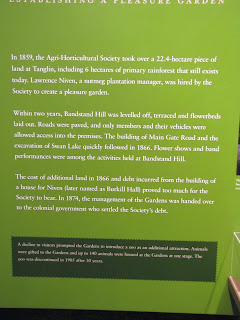 ESTABLISHING A PLEASURE GARDEN
In 1859, the Agri-Horticultural Society took over a 22.4-hectare piece of
land at Tanglin, including 6 hectares of primary rainforest that still exists
today. Lawrence Niven, a nutmeg plantation manager, was hired by the
Society to create a pleasure garden.
Within two years, Bandstand Hill was levelled off, terraced and flowerbeds
laid out. Roads were paved, and only members and their vehicles were
allowed access into the premises. The building of Main Gate Road and the
excavation of Swan Lake quickly followed in 1866. Flower shows and band
performances were among the activities held at Bandstand Hill.
The cost of additional land in 1866 and debt incurred from the building of
a house for Niven (later named as Burkill Hall) proved too much for the
Society to bear. In 1874, the management of the Gardens was handed over
to the colonial government who settled the Society's debt.
A decline in visitors prompted the Gardens to introduce a zoo as an additional attraction. Animals
were gifted to the Gardens and up to 140 animals were housed at the Gardens at one stage. The
zoo was discontinued in 1905 after 30 years.